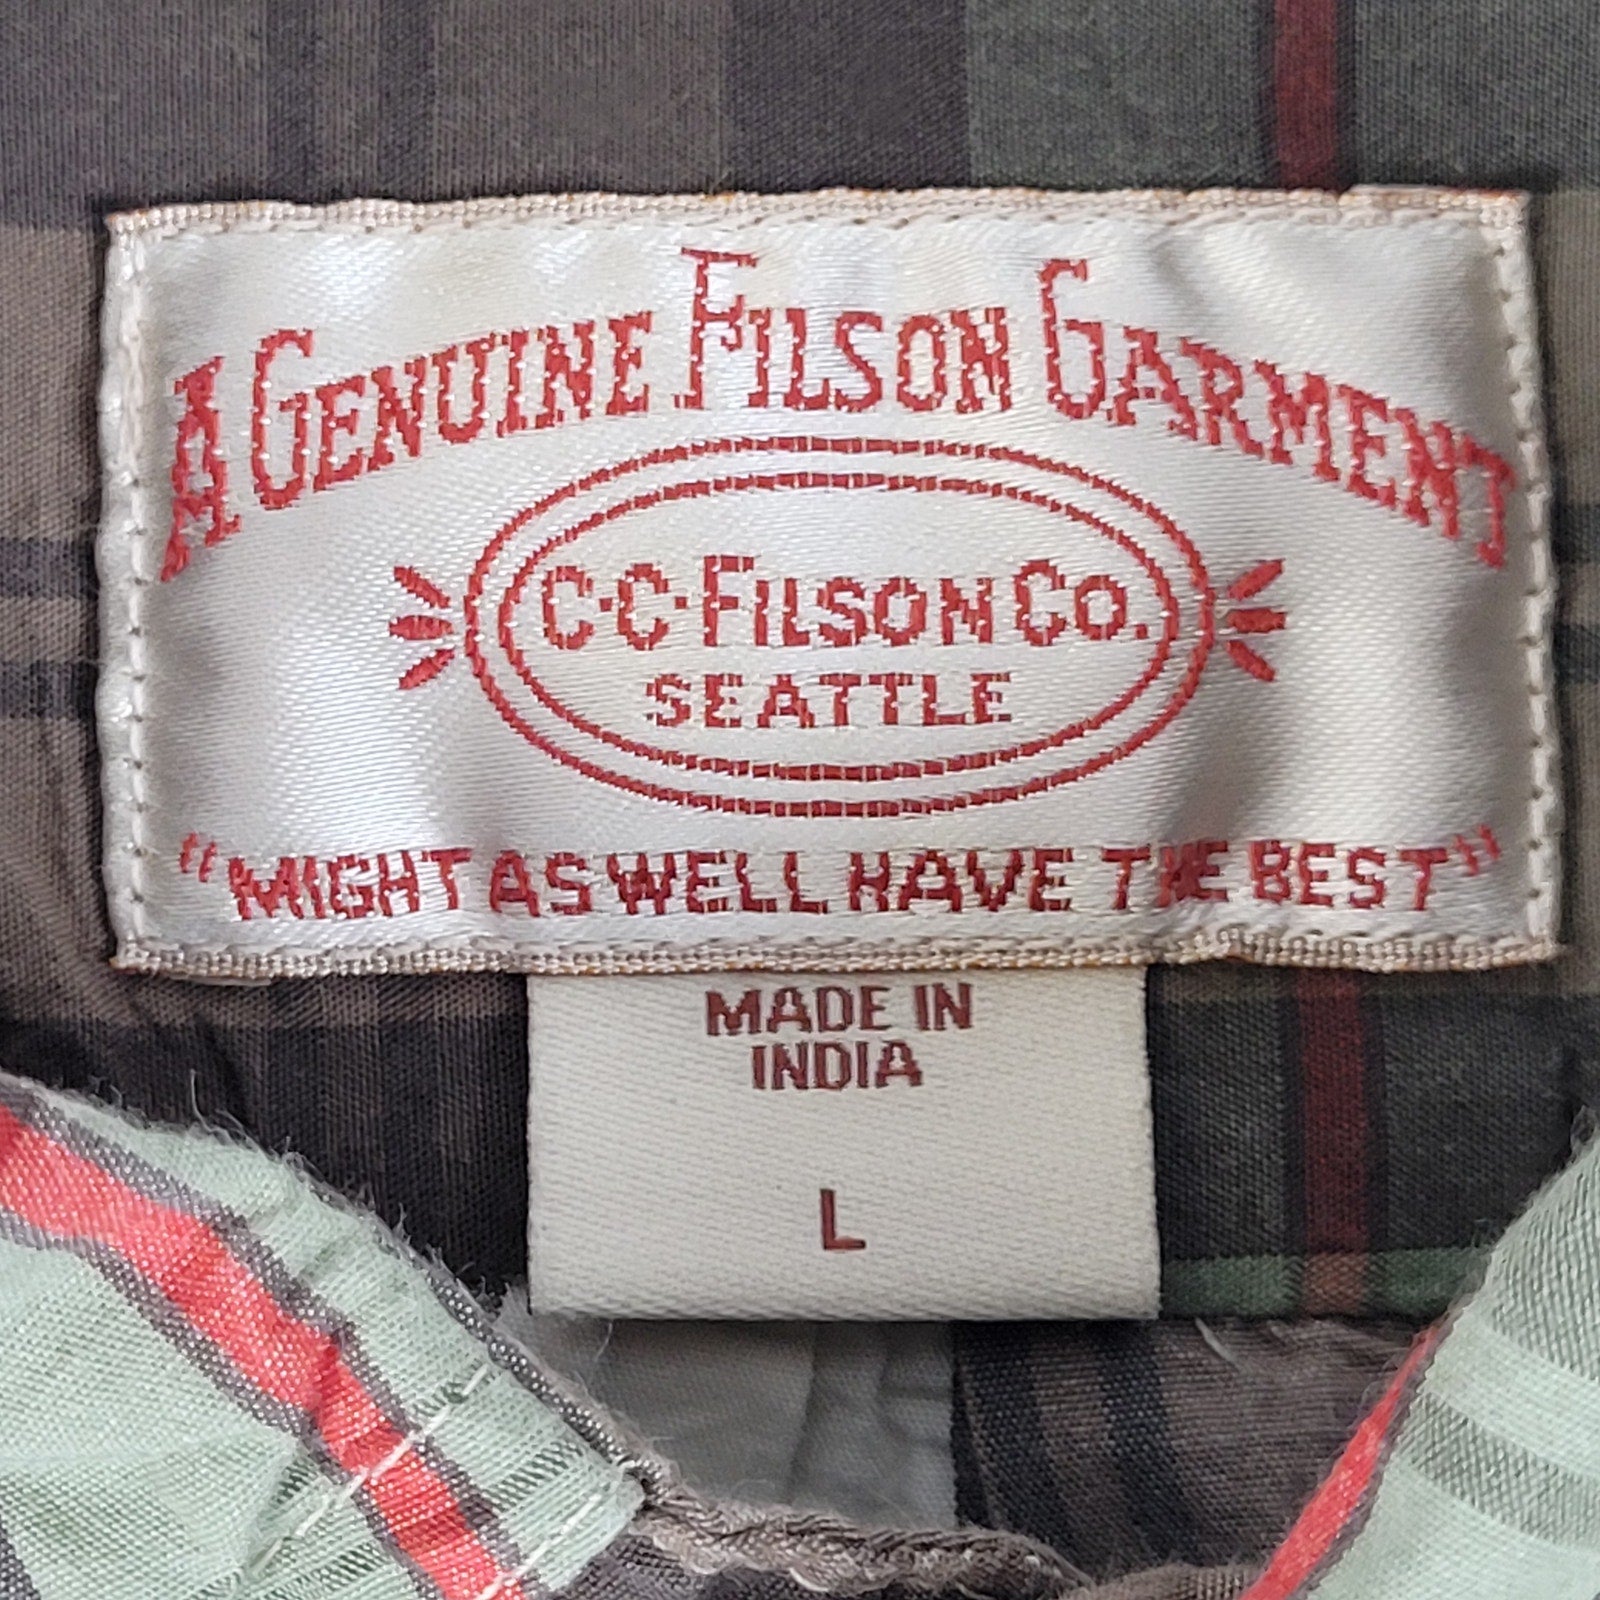 A GENUINE FILSON GARMENT
C·C·FILSON CO.
SEATTLE
"MIGHT AS WELL HAVE THE BEST"
MADE IN
INDIA
L